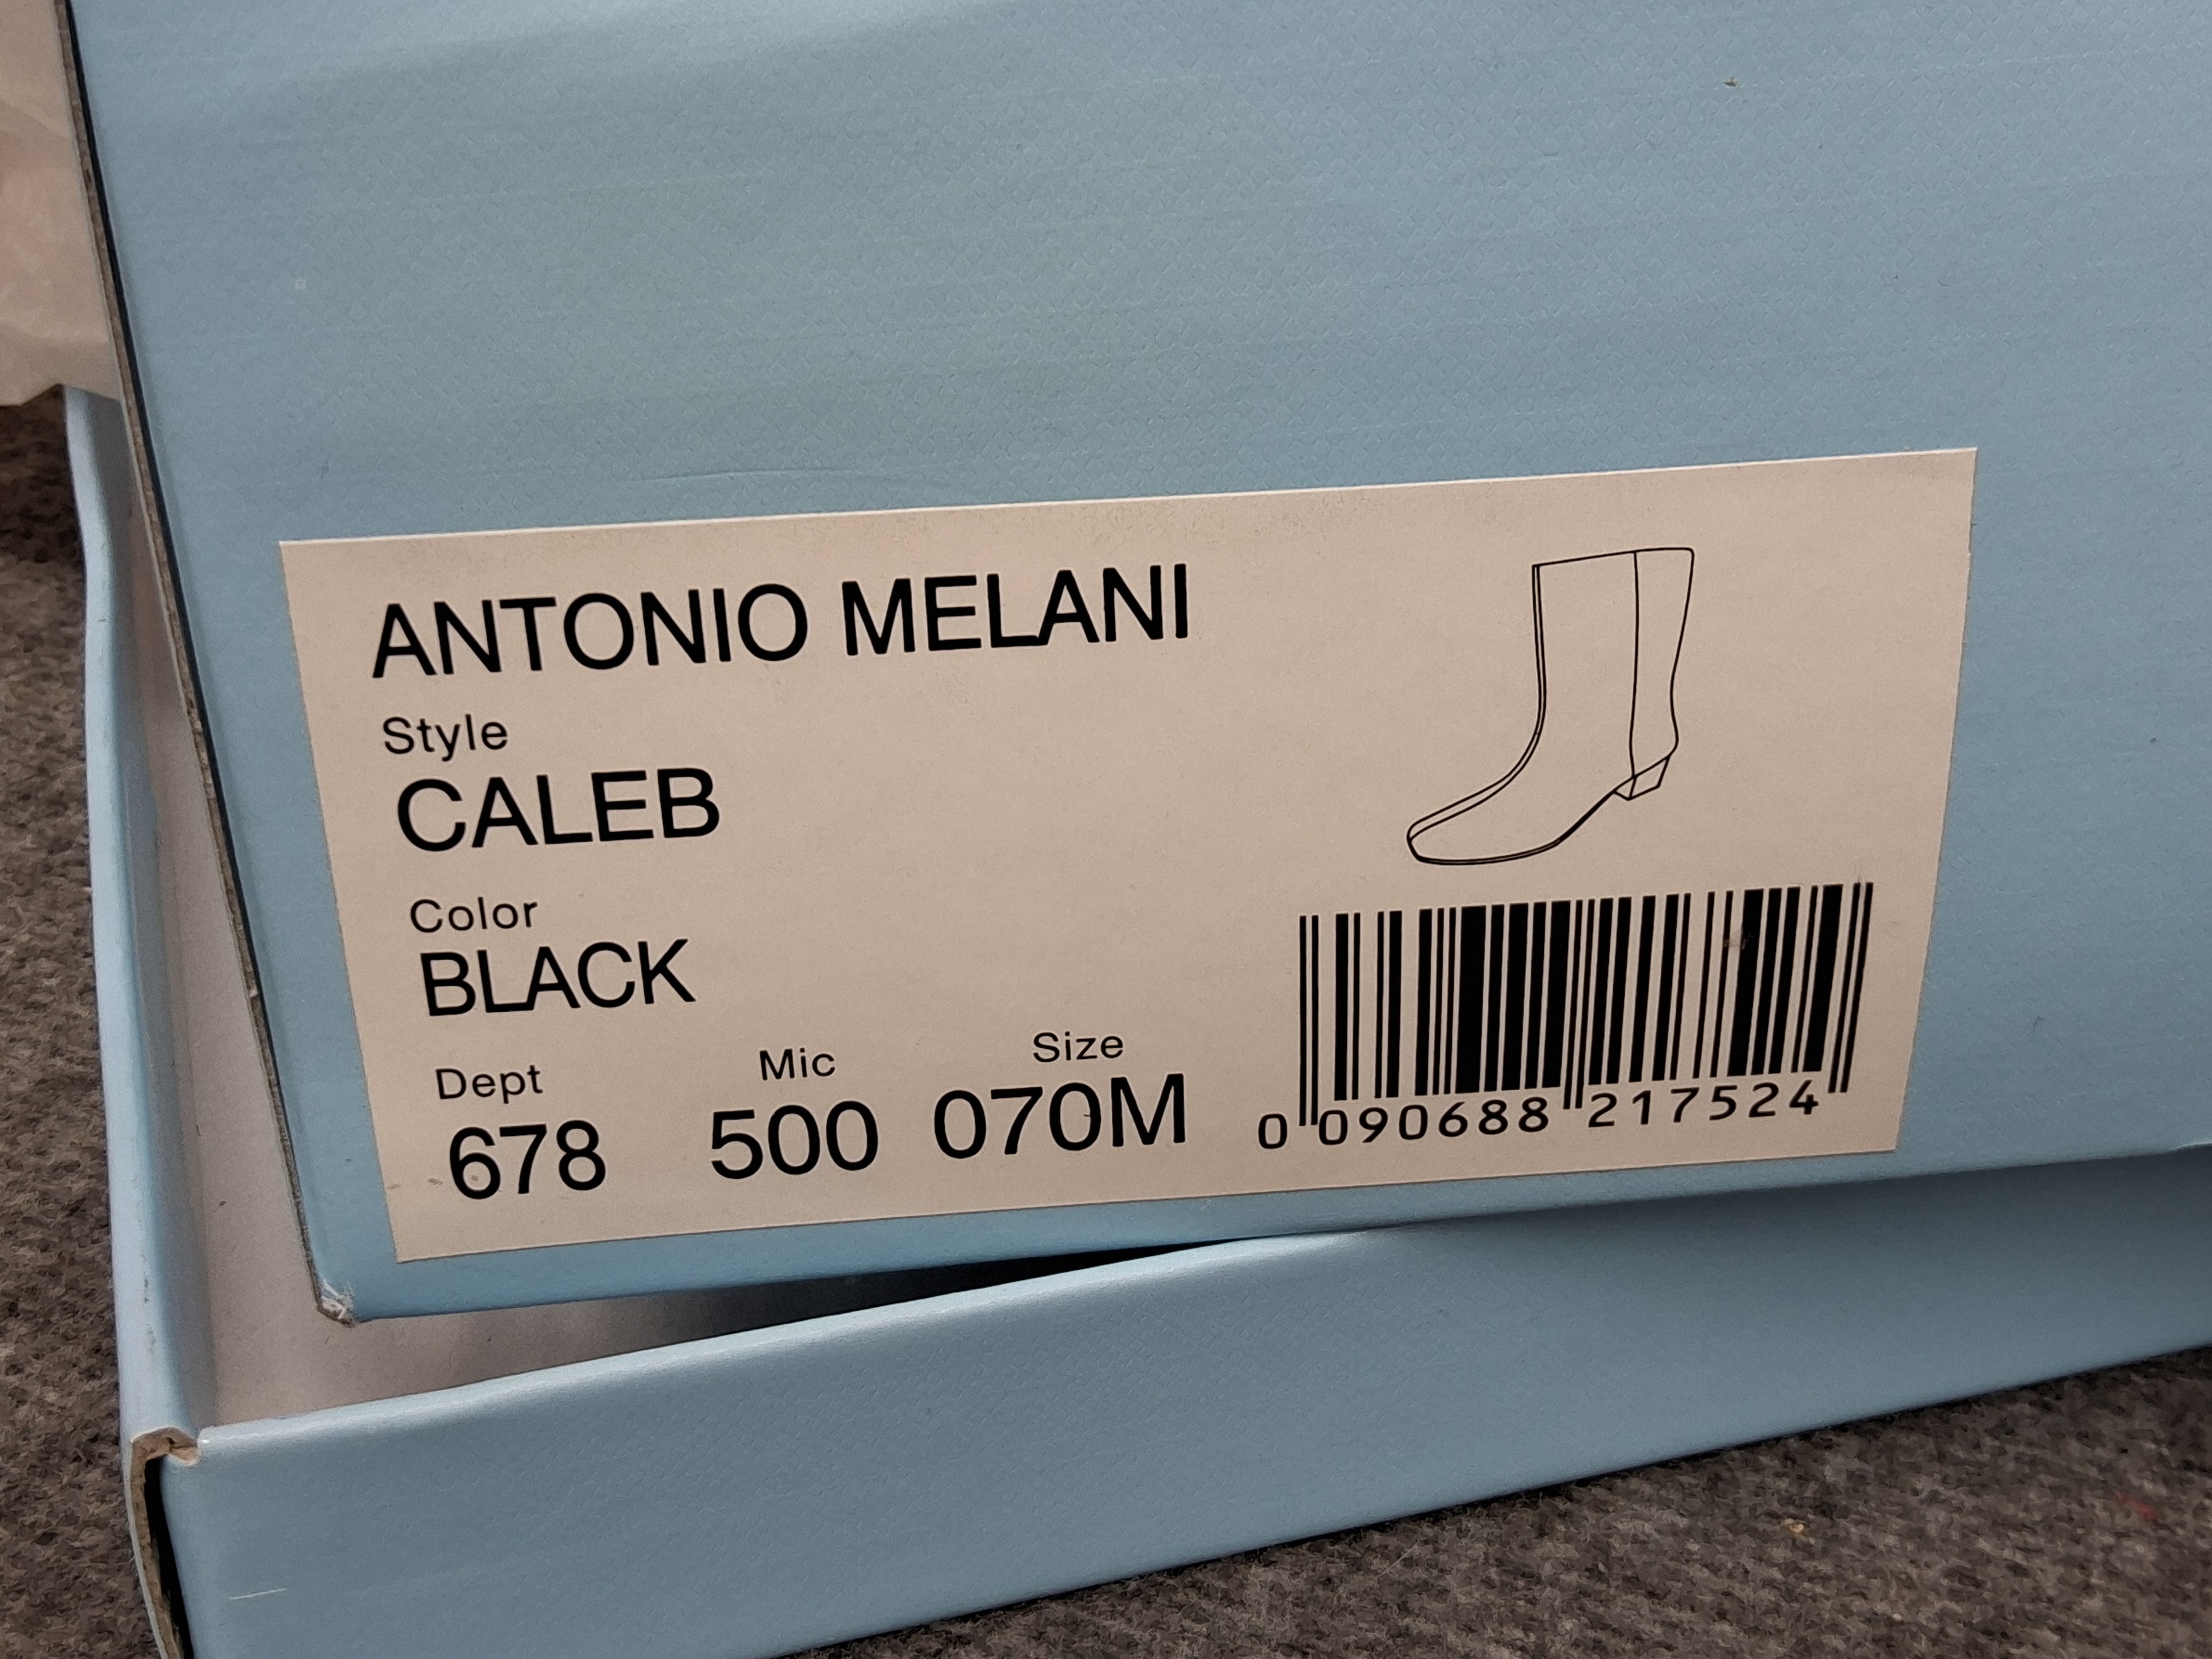 ANTONIO MELANI
Style
CALEB
Color
BLACK
Dept Mic Size
678 500 070M
0 090688 217524